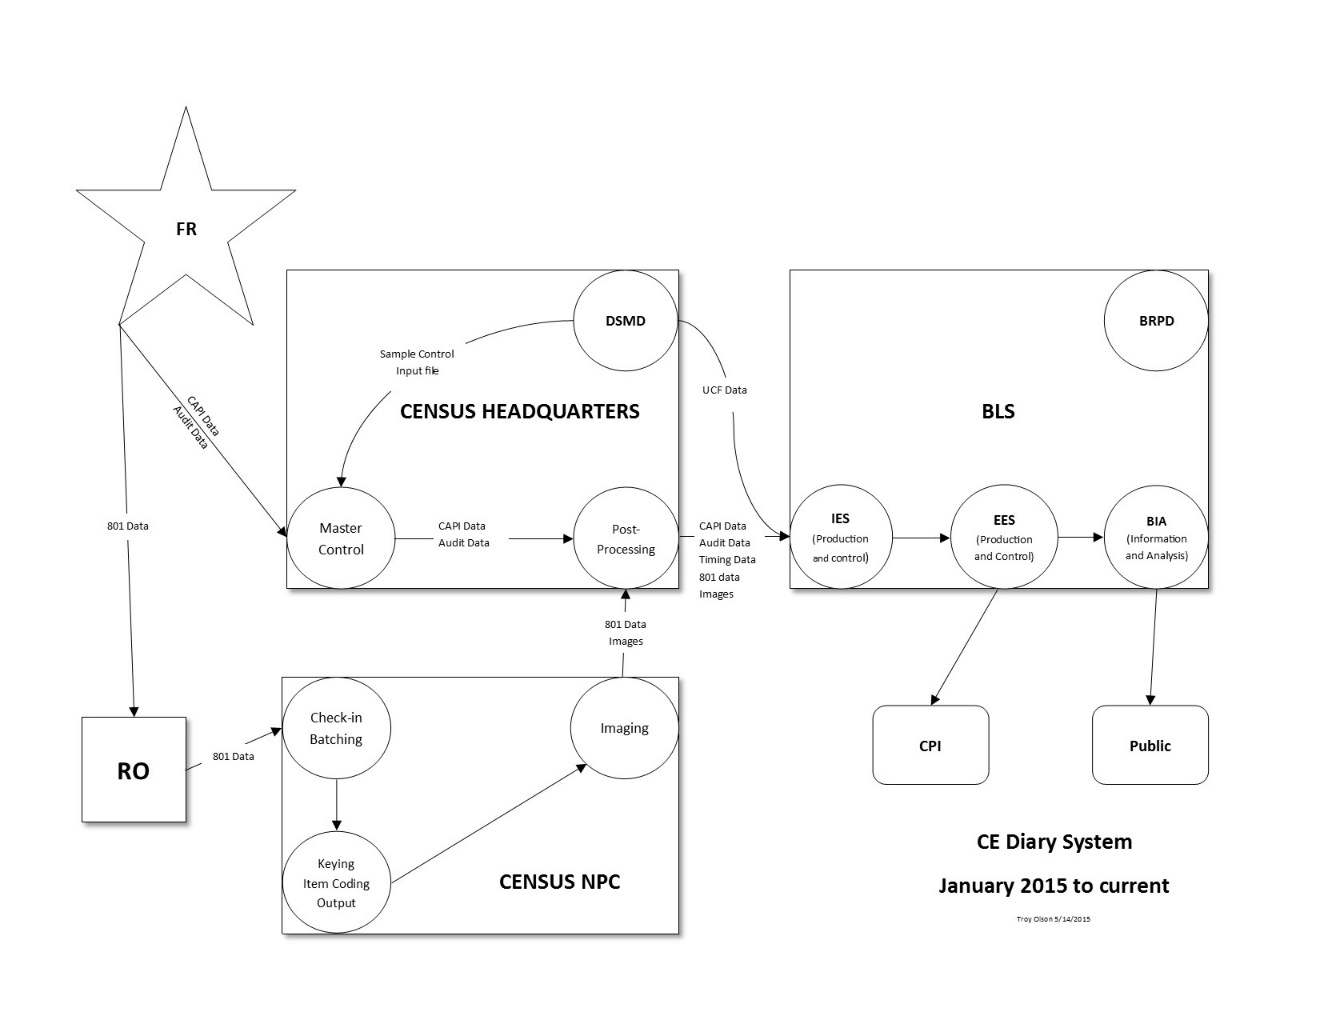 FR
CAPI Data
Audit Data
801 Data
RO
801 Data
DSMD
Sample Control
Input file
CENSUS HEADQUARTERS
Master
Control
CAPI Data
Audit Data
Post-
Processing
UCF Data
CAPI Data
Audit Data
Timing Data
801 data
Images
801 Data
Images
Check-in
Batching
Imaging
Keying
Item Coding
Output
CENSUS NPC
BRPD
BLS
IES
(Production
and control)
EES
(Production
and Control)
BIA
(Information
and Analysis)
CPI
Public
CE Diary System
January 2015 to current
Troy Olson 5/14/2015